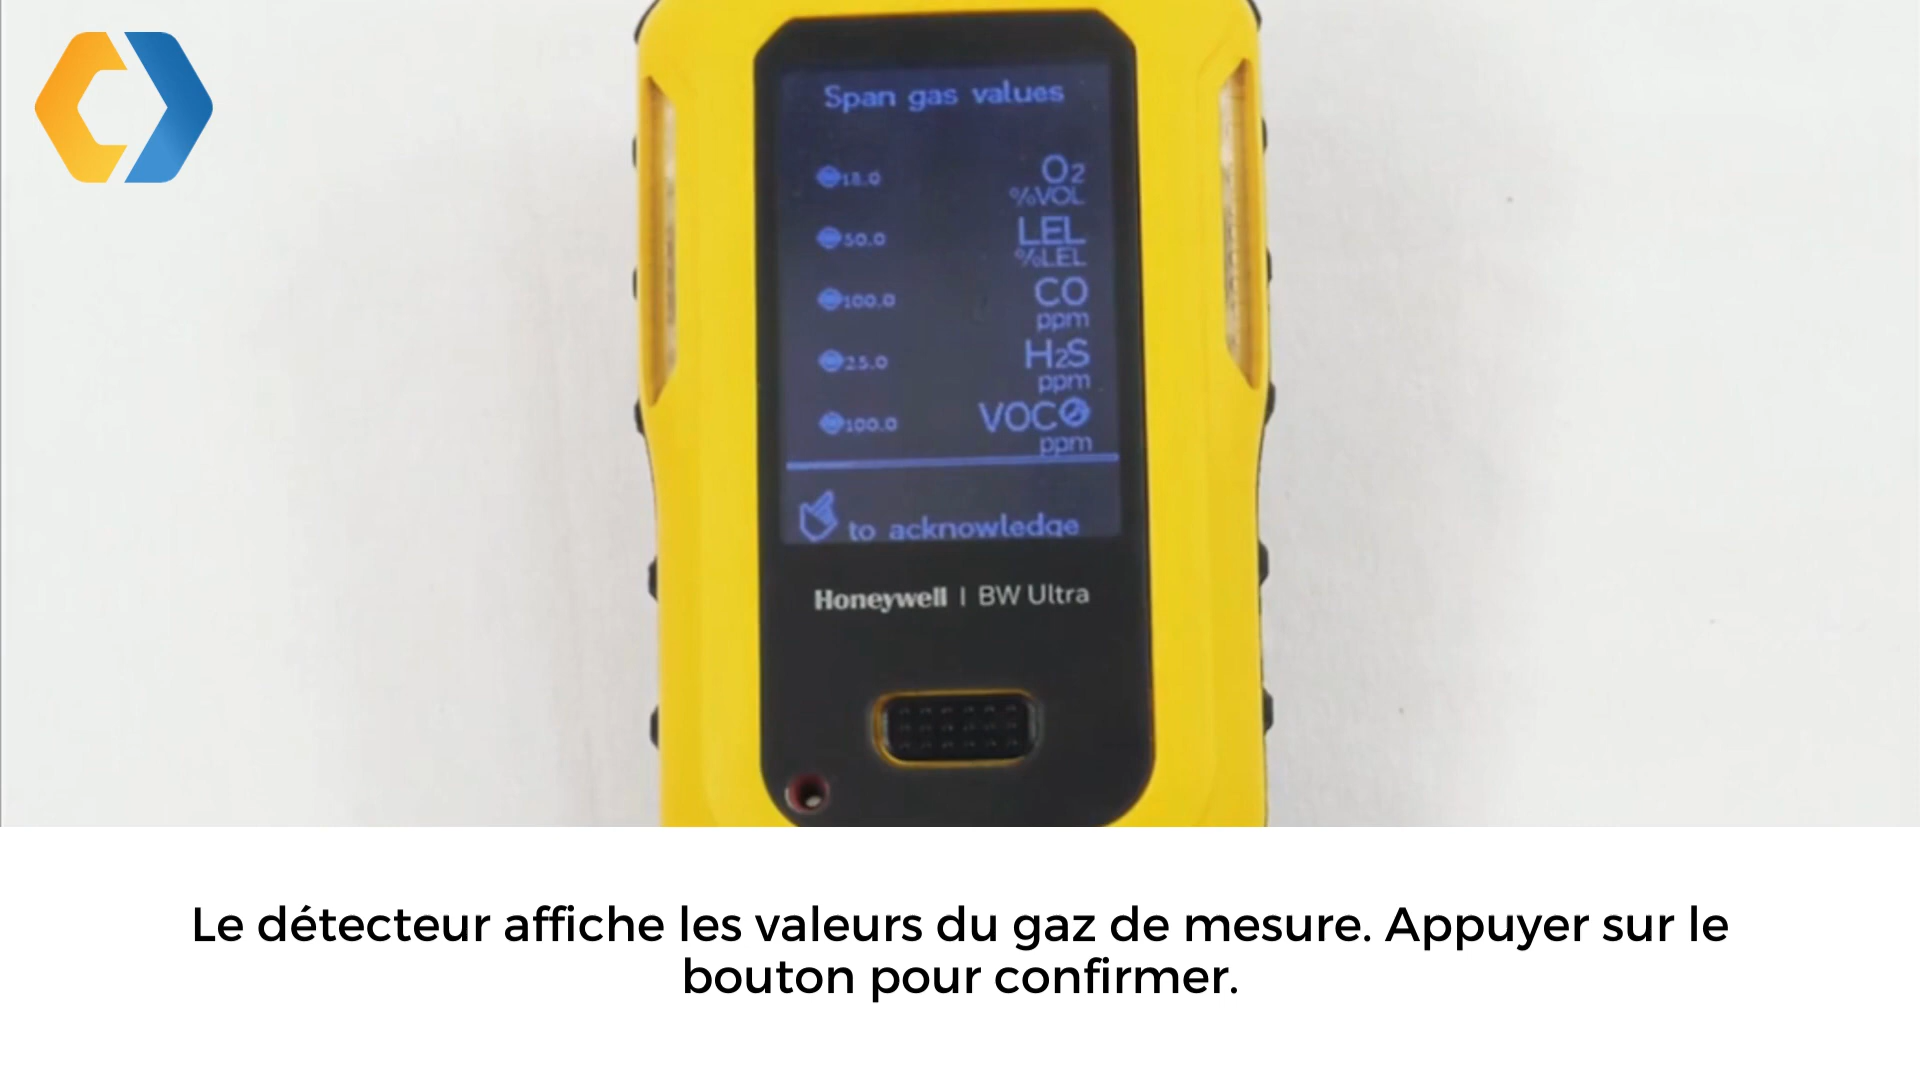 Span gas values
18.0 O2
%VOL
50.0 LEL
%LEL
100.0 CO
ppm
25.0 H2S
ppm
100.0 VOC
ppm
to acknowledge
Honeywell | BW Ultra
Le détecteur affiche les valeurs du gaz de mesure. Appuyer sur le
bouton pour confirmer.